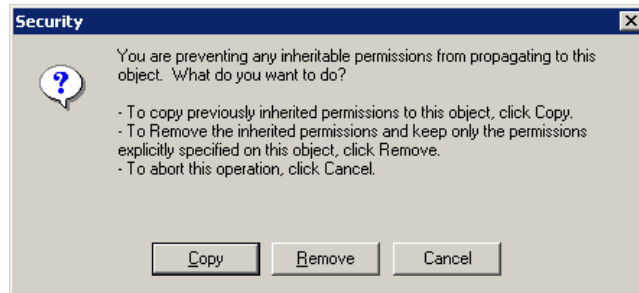 Security
You are preventing any inheritable permissions from propagating to this
object. What do you want to do?
- To copy previously inherited permissions to this object, click Copy.
- To Remove the inherited permissions and keep only the permissions
explicitly specified on this object, click Remove.
- To abort this operation, click Cancel.
Copy Remove Cancel